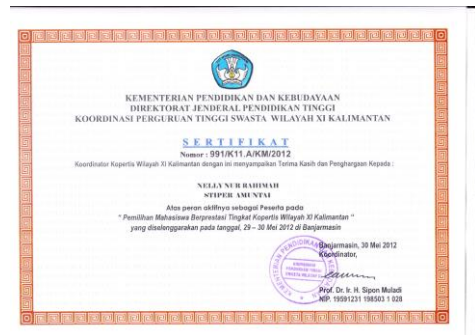 KEMENTERIAN PENDIDIKAN DAN KEBUDAYAAN
DIREKTORAT JENDERAL PENDIDIKAN TINGGI
KOORDINASI PERGURUAN TINGGI SWASTA WILAYAH XI KALIMANTAN
SERTIFIKAT
Nomor : 991/K11.A/KM/2012
Koordinator Kopertis Wilayah XI Kalimantan dengan ini menyampaikan Terima Kasih dan Penghargaan Kepada :
NELLY NUR RAHIMAH
STIPER AMUNTAI
Atas peran aktifnya sebagai Peserta pada
" Pemilihan Mahasiswa Berprestasi Tingkat Kopertis Wilayah XI Kalimantan "
yang diselenggarakan pada tanggal, 29 – 30 Mei 2012 di Banjarmasin
Banjarmasin, 30 Mei 2012
Koordinator,
Prof. Dr. Ir. H. Sipon Muladi
NIP. 19591231 198503 1 028